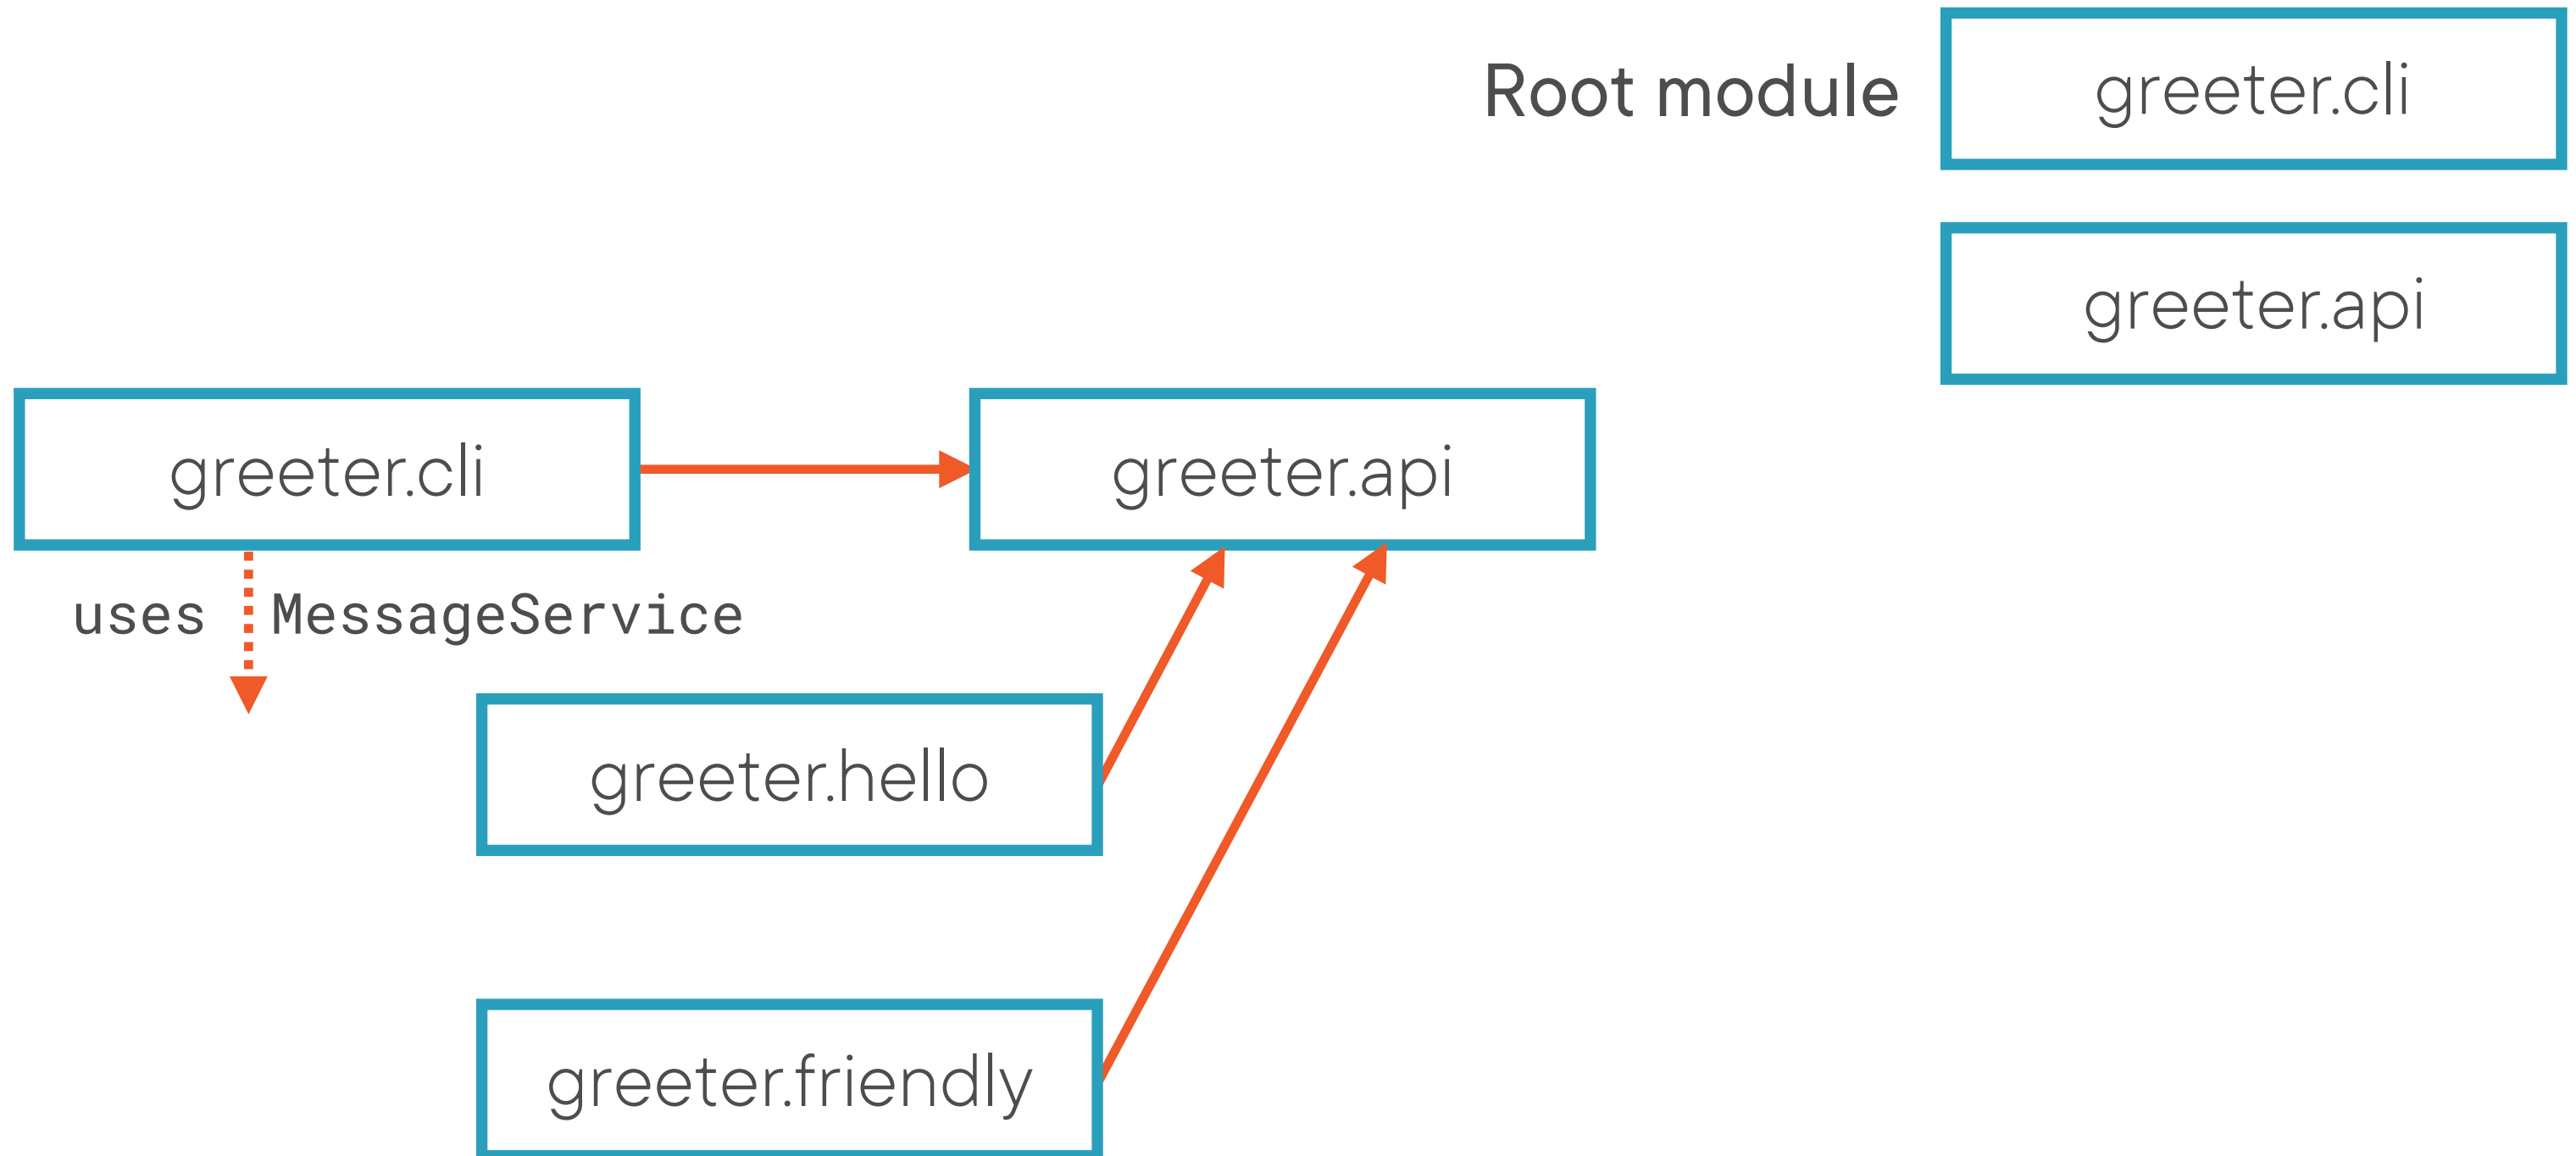 Root module
greeter.cli
greeter.api
greeter.cli
greeter.api
uses MessageService
greeter.hello
greeter.friendly